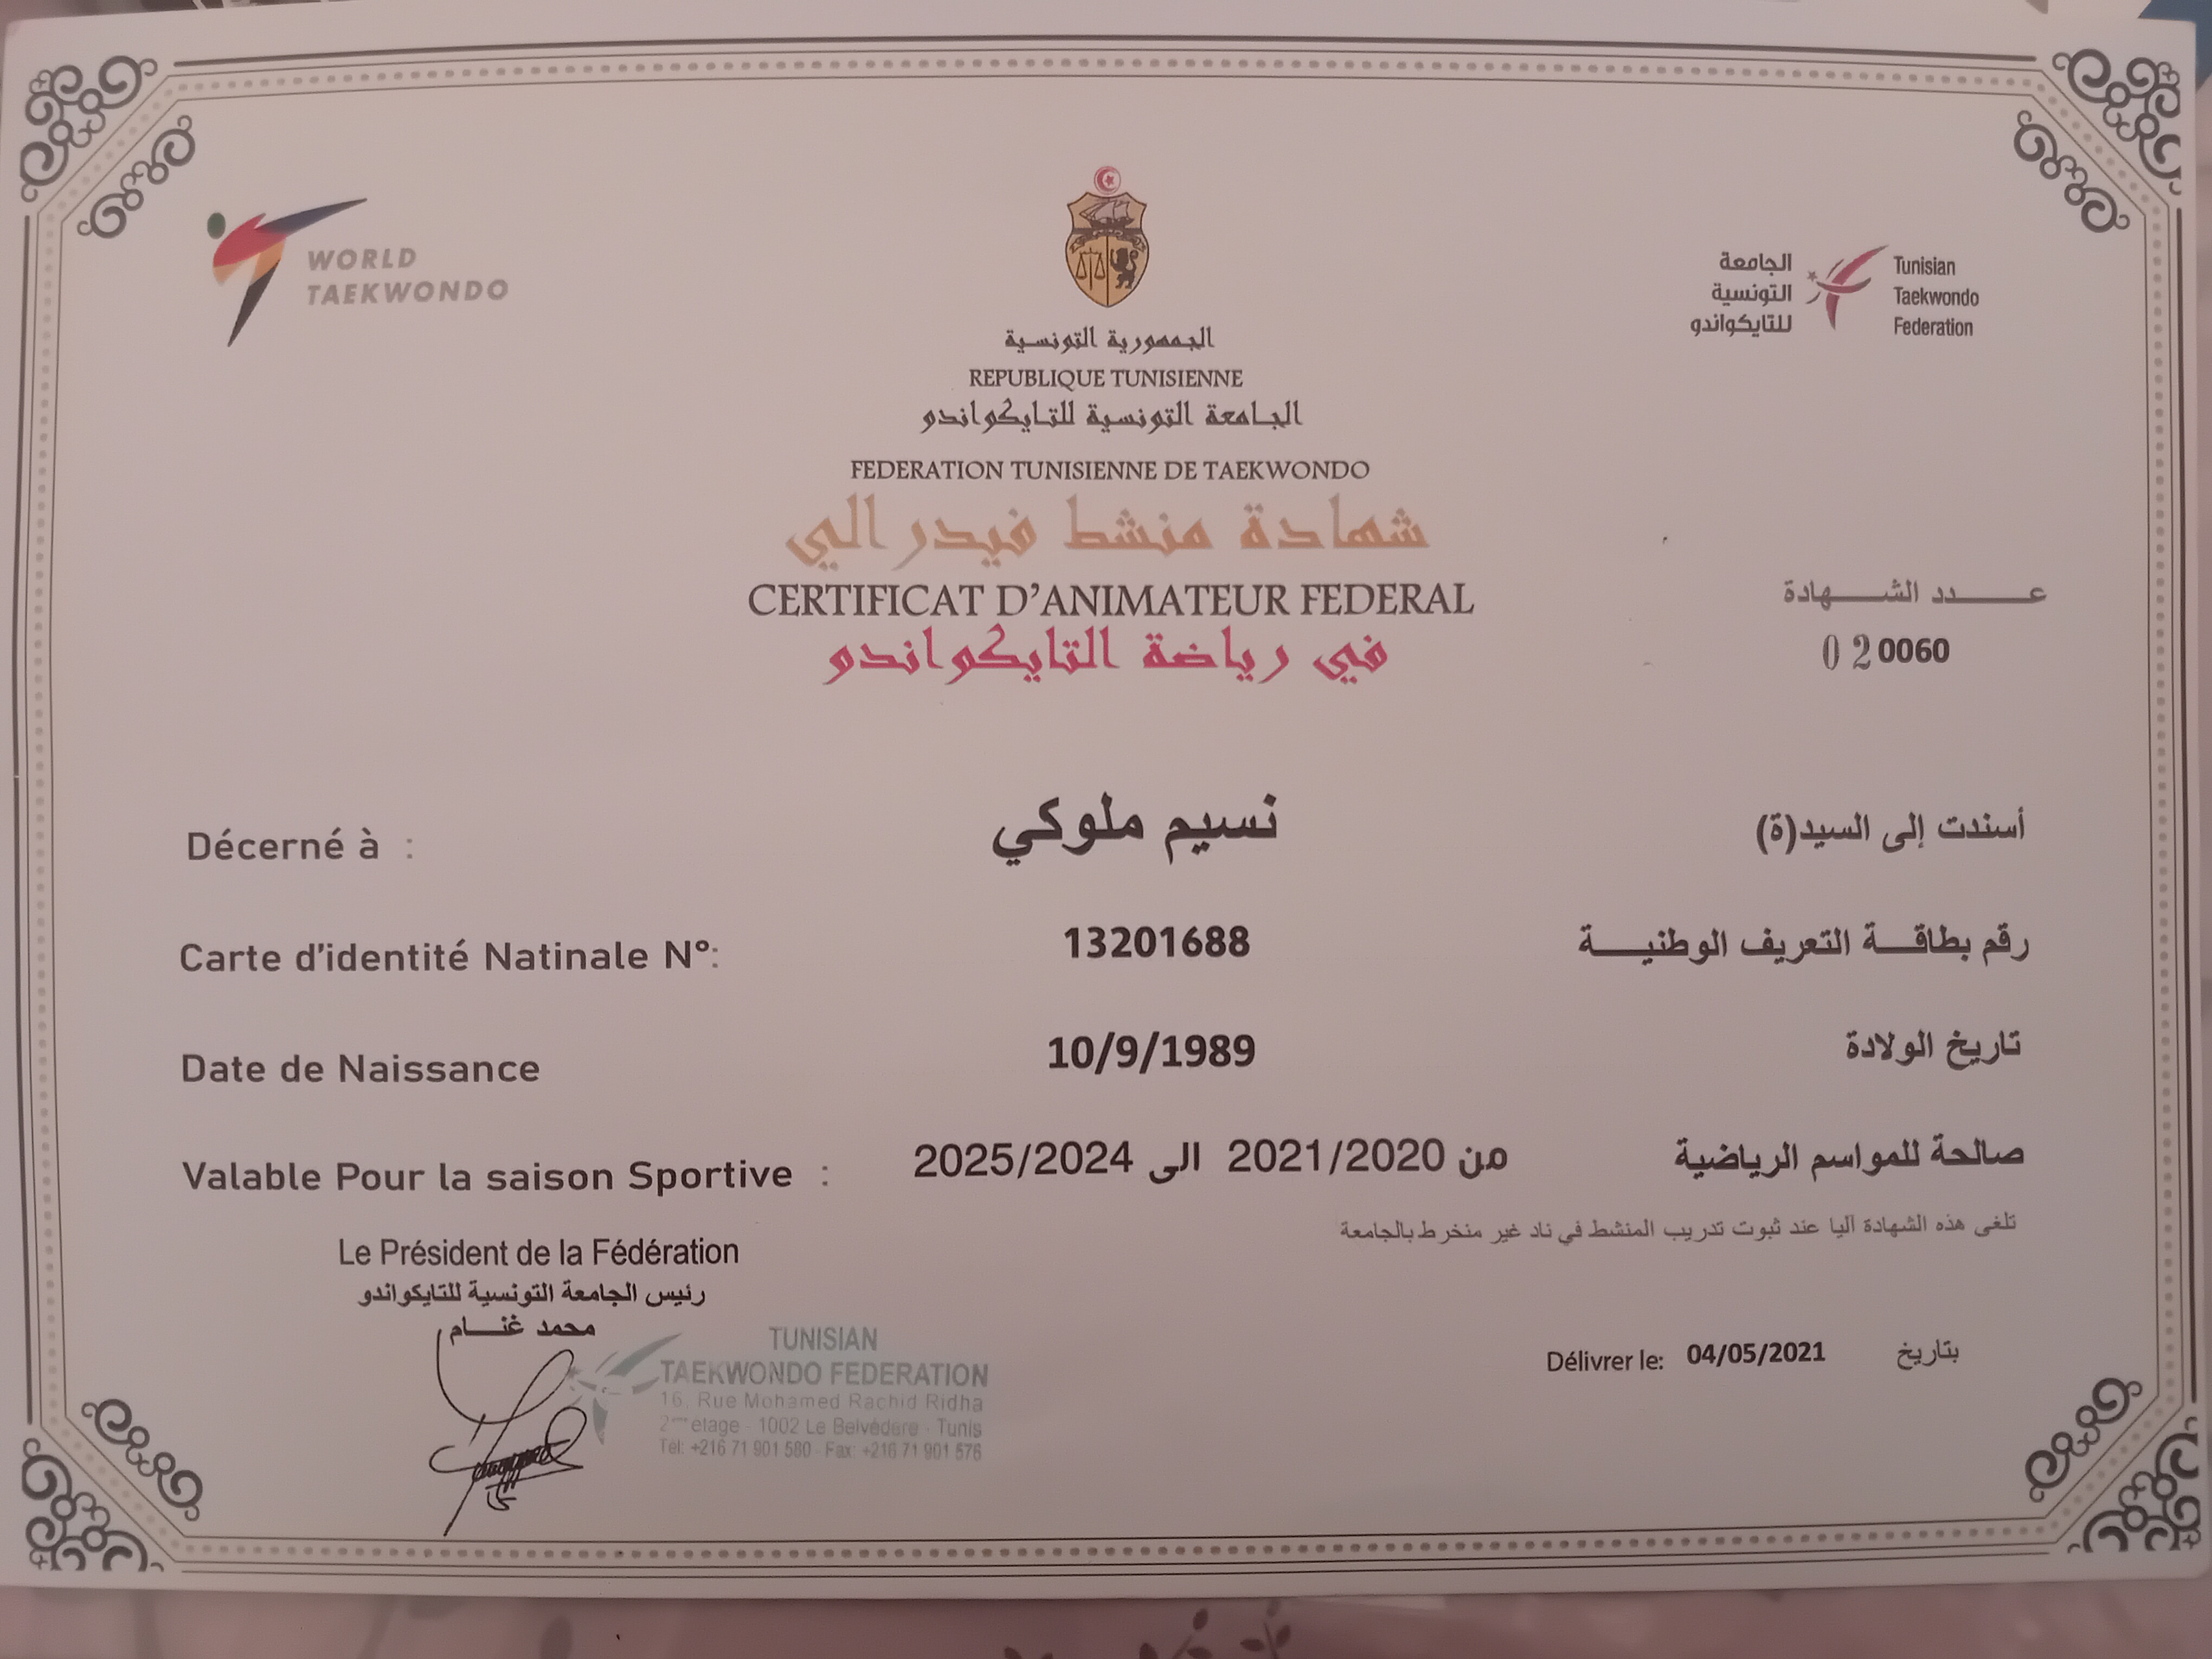 WORLD
TAEKWONDO
الجامعة
التونسية
للتايكواندو
Tunisian
Taekwondo
Federation
الجمهورية التونسية
REPUBLIQUE TUNISIENNE
الجامعة التونسية للتايكواندو
FEDERATION TUNISIENNE DE TAEKWONDO
شهادة منشط فيدرالي
CERTIFICAT D'ANIMATEUR FEDERAL
في رياضة التايكواندو
عدد الشهادة
02 0060
Décerné à : نسيم ملوكي أسندت إلى السيد(ة)
Carte d'identité Natinale N°: 13201688 رقم بطاقة التعريف الوطنية
Date de Naissance 10/9/1989 تاريخ الولادة
Valable Pour la saison Sportive : من 2021/2020 الى 2025/2024 صالحة للمواسم الرياضية
تلغى هذه الشهادة آليا عند ثبوت تدريب المنشط في ناد غير منخرط بالجامعة
Le Président de la Fédération
رئيس الجامعة التونسية للتايكواندو
محمد غنام
TUNISIAN
TAEKWONDO FEDERATION
16, Rue Mohamed Rachid Ridha
2ème étage - 1002 Le Belvédère - Tunis
Tél: +216 71 901 580 - Fax: +216 71 901 576
Délivrer le: 04/05/2021 بتاريخ